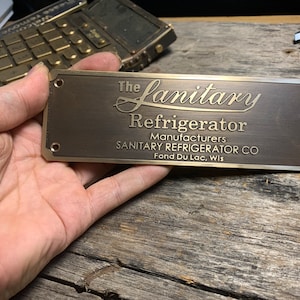 The Sanitary
Refrigerator
Manufacturers
SANITARY REFRIGERATOR CO
Fond Du Lac, Wis